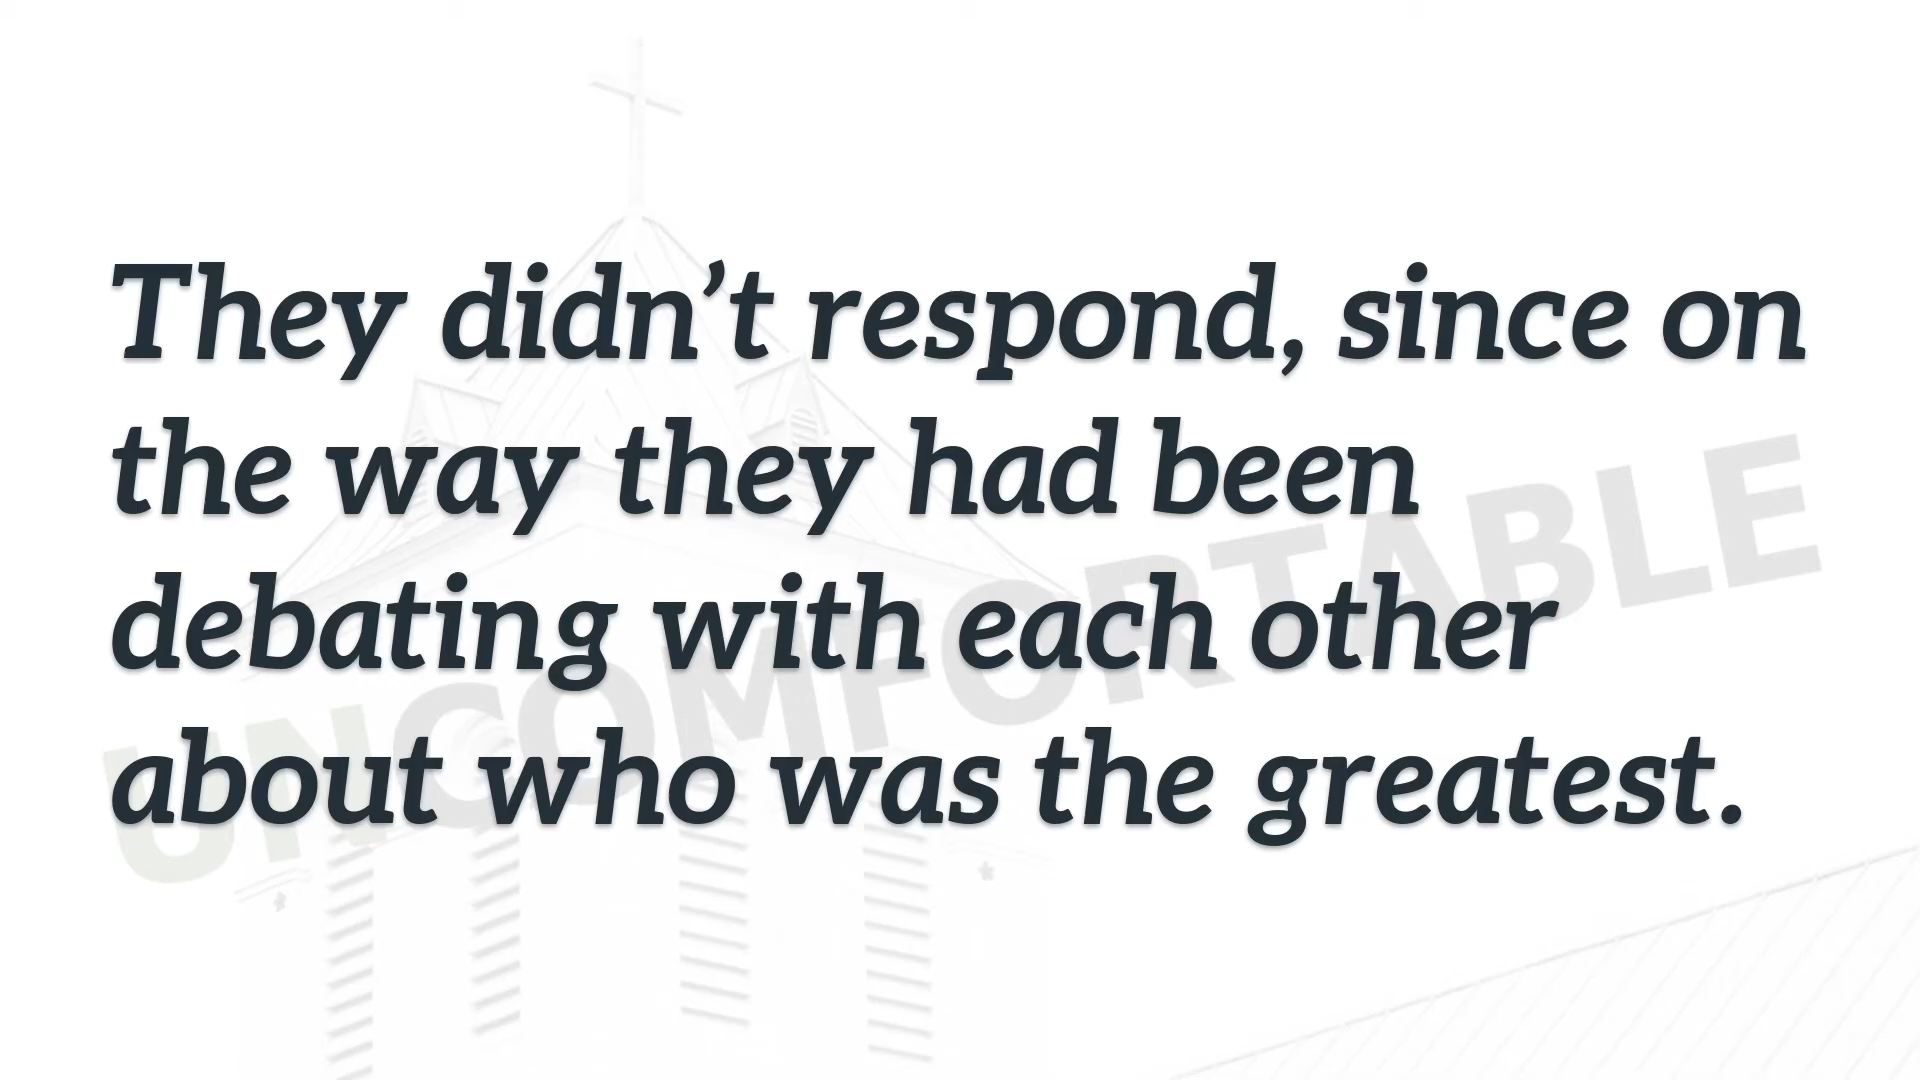 They didn’t respond, since on
the way they had been
debating with each other
about who was the greatest.
UNCOMFORTABLE